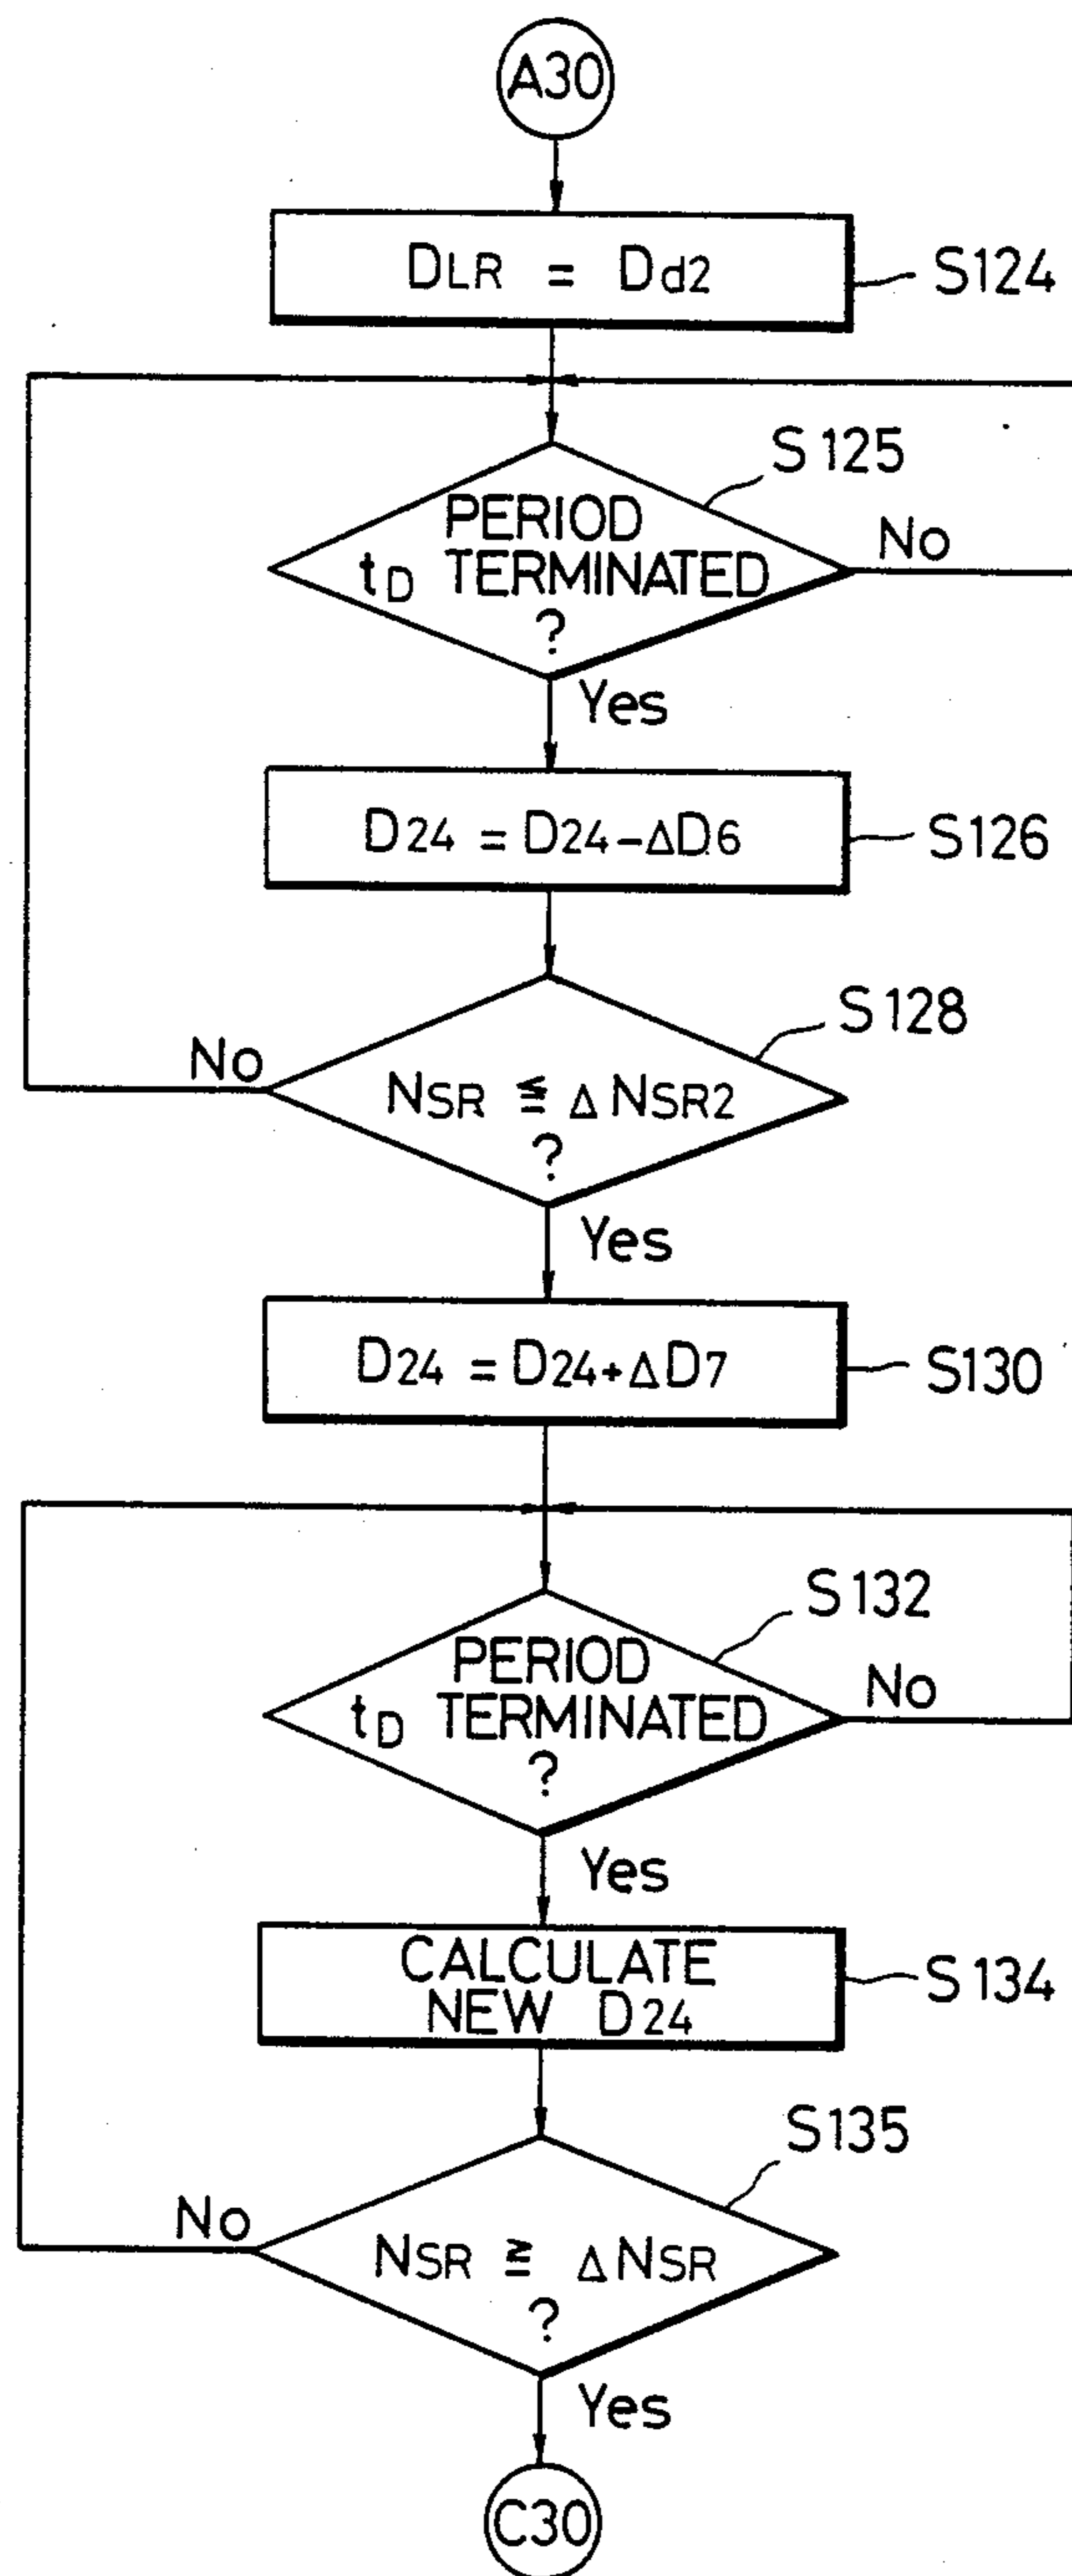 A30
DLR = Dd2
S124
S125
PERIOD
tD TERMINATED
?
No
Yes
D24 = D24-ΔD6
S126
S128
No
NSR ≦ ΔNSR2
?
Yes
D24 = D24+ΔD7
S130
S132
PERIOD
tD TERMINATED
?
No
Yes
CALCULATE
NEW D24
S134
S135
No
NSR ≧ ΔNSR
?
Yes
C30